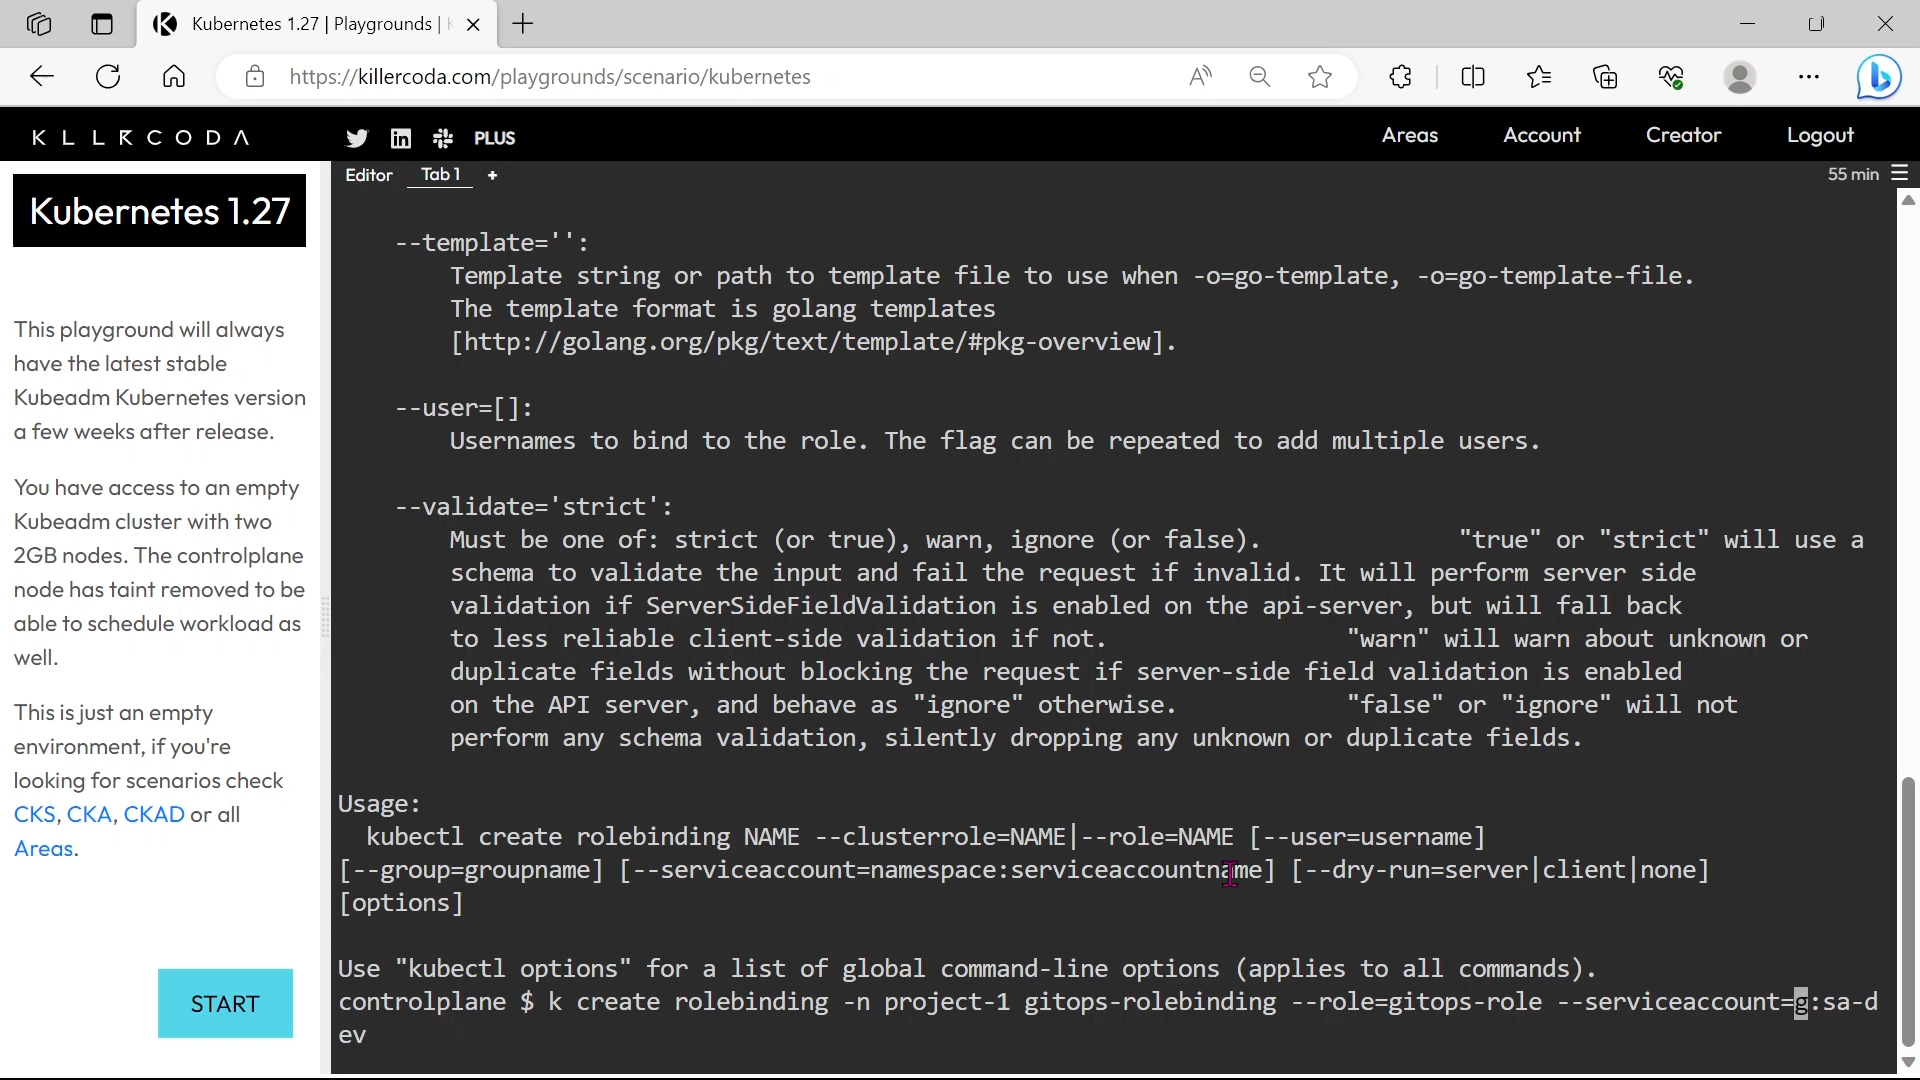 Kubernetes 1.27 | Playgrounds | K
https://killercoda.com/playgrounds/scenario/kubernetes
KLLRCODA
PLUS
Areas
Account
Creator
Logout
Editor
Tab 1
+
55 min
Kubernetes 1.27
This playground will always
have the latest stable
Kubeadm Kubernetes version
a few weeks after release.
You have access to an empty
Kubeadm cluster with two
2GB nodes. The controlplane
node has taint removed to be
able to schedule workload as
well.
This is just an empty
environment, if you're
looking for scenarios check
CKS, CKA, CKAD or all
Areas.
START
--template='':
Template string or path to template file to use when -o=go-template, -o=go-template-file.
The template format is golang templates
[http://golang.org/pkg/text/template/#pkg-overview].
--user=[]:
Usernames to bind to the role. The flag can be repeated to add multiple users.
--validate='strict':
Must be one of: strict (or true), warn, ignore (or false). "true" or "strict" will use a
schema to validate the input and fail the request if invalid. It will perform server side
validation if ServerSideFieldValidation is enabled on the api-server, but will fall back
to less reliable client-side validation if not. "warn" will warn about unknown or
duplicate fields without blocking the request if server-side field validation is enabled
on the API server, and behave as "ignore" otherwise. "false" or "ignore" will not
perform any schema validation, silently dropping any unknown or duplicate fields.
Usage:
kubectl create rolebinding NAME --clusterrole=NAME|--role=NAME [--user=username]
[--group=groupname] [--serviceaccount=namespace:serviceaccountname] [--dry-run=server|client|none]
[options]
Use "kubectl options" for a list of global command-line options (applies to all commands).
controlplane $ k create rolebinding -n project-1 gitops-rolebinding --role=gitops-role --serviceaccount=g:sa-d
ev